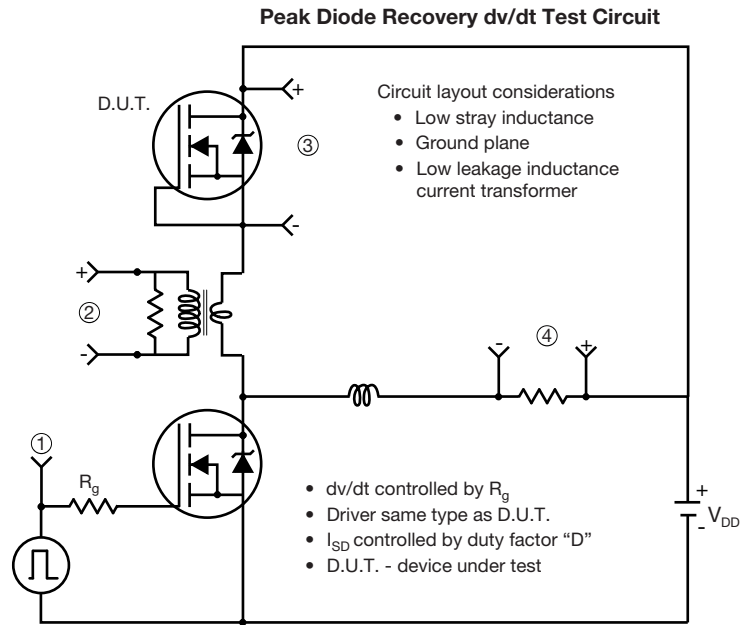 Peak Diode Recovery dv/dt Test Circuit
D.U.T.
+
-
③
Circuit layout considerations
• Low stray inductance
• Ground plane
• Low leakage inductance
current transformer
+
②
-
-
④
+
①
Rg
• dv/dt controlled by Rg
• Driver same type as D.U.T.
• ISD controlled by duty factor “D”
• D.U.T. - device under test
+
VDD
-